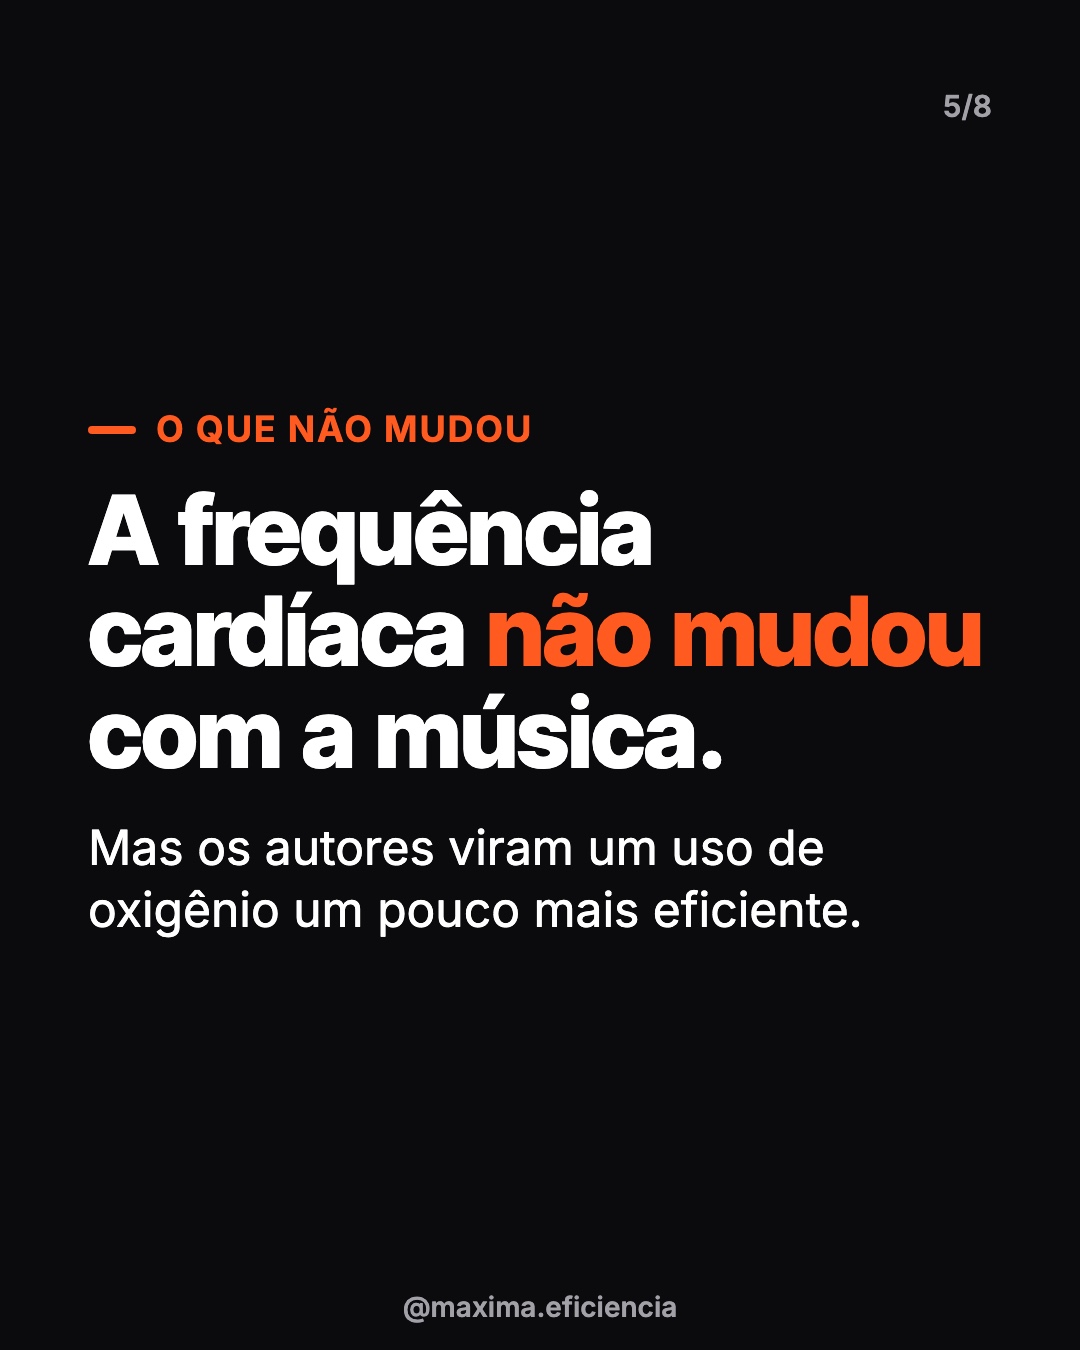 5/8
O QUE NÃO MUDOU
A frequência
cardíaca não mudou
com a música.
Mas os autores viram um uso de
oxigênio um pouco mais eficiente.
@maxima.eficiencia